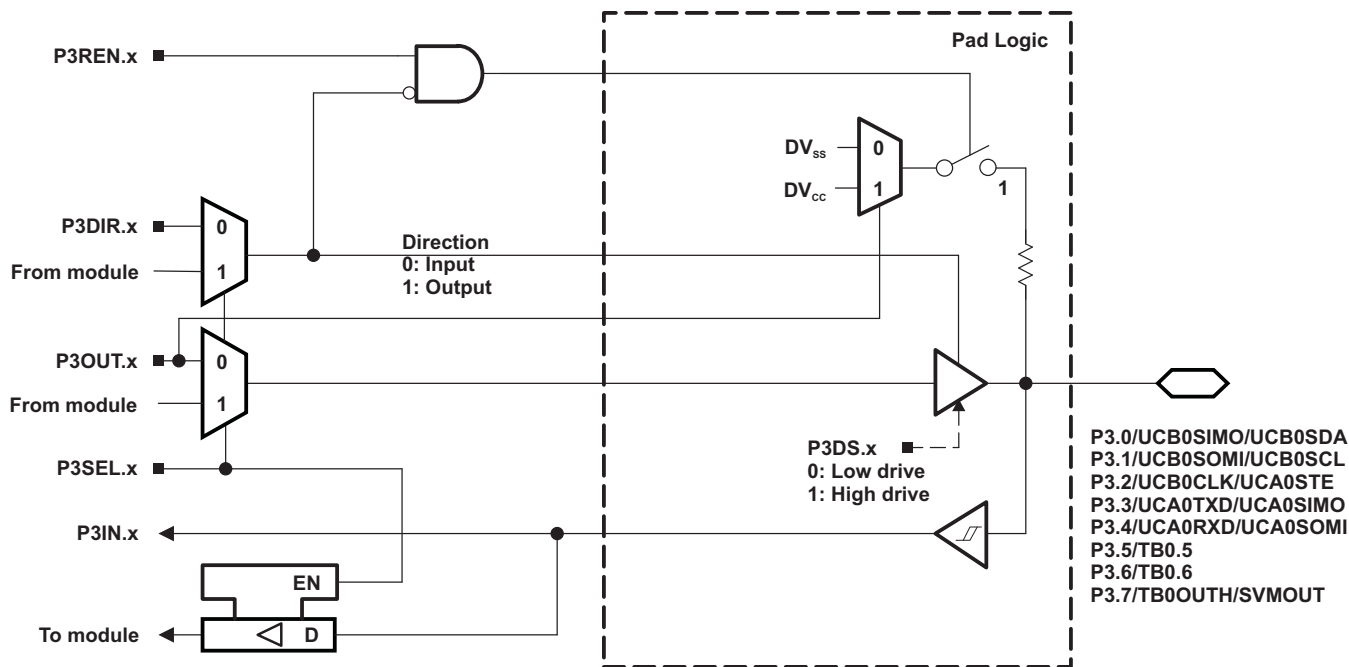 Pad Logic
P3REN.x
DVSS
0
DVCC
1
1
P3DIR.x
0
From module
1
Direction
0: Input
1: Output
P3OUT.x
0
From module
1
P3SEL.x
P3DS.x
0: Low drive
1: High drive
P3IN.x
EN
To module
D
P3.0/UCB0SIMO/UCB0SDA
P3.1/UCB0SOMI/UCB0SCL
P3.2/UCB0CLK/UCA0STE
P3.3/UCA0TXD/UCA0SIMO
P3.4/UCA0RXD/UCA0SOMI
P3.5/TB0.5
P3.6/TB0.6
P3.7/TB0OUTH/SVMOUT